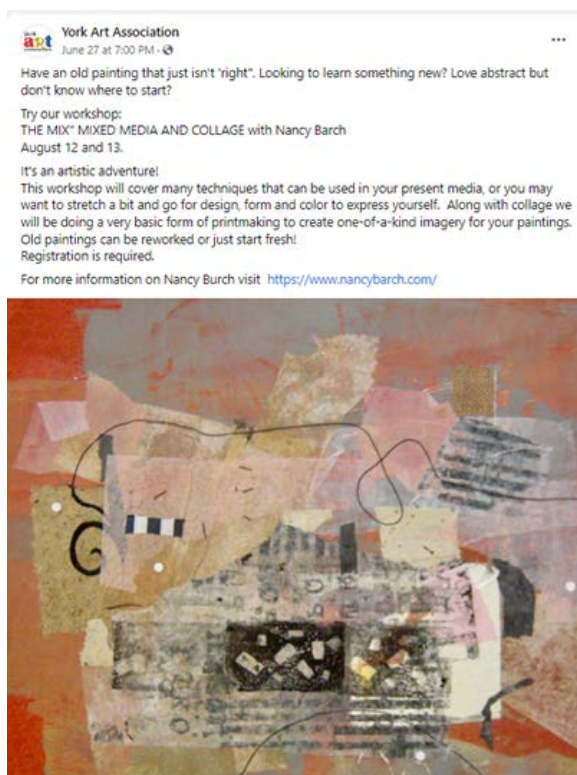 York Art Association
June 27 at 7:00 PM ·
Have an old painting that just isn't 'right". Looking to learn something new? Love abstract but
don't know where to start?
Try our workshop:
THE MIX" MIXED MEDIA AND COLLAGE with Nancy Barch
August 12 and 13.
It's an artistic adventure!
This workshop will cover many techniques that can be used in your present media, or you may
want to stretch a bit and go for design, form and color to express yourself. Along with collage we
will be doing a very basic form of printmaking to create one-of-a-kind imagery for your paintings.
Old paintings can be reworked or just start fresh!
Registration is required.
For more information on Nancy Burch visit https://www.nancybarch.com/